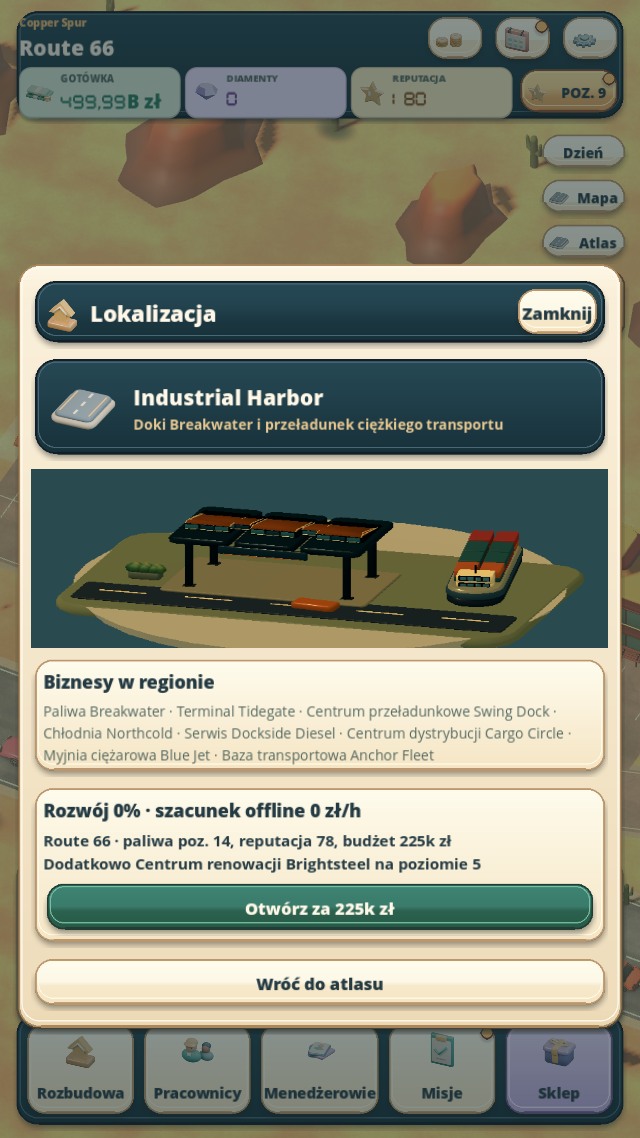 Copper Spur
Route 66
GOTÓWKA
499,99B zł
DIAMENTY
0
REPUTACJA
180
POZ. 9
Dzień
Mapa
Atlas
Lokalizacja
Zamknij
Industrial Harbor
Doki Breakwater i przeładunek ciężkiego transportu
Biznesy w regionie
Paliwa Breakwater · Terminal Tidegate · Centrum przeładunkowe Swing Dock ·
Chłodnia Northcold · Serwis Dockside Diesel · Centrum dystrybucji Cargo Circle ·
Myjnia ciężarowa Blue Jet · Baza transportowa Anchor Fleet
Rozwój 0% · szacunek offline 0 zł/h
Route 66 · paliwa poz. 14, reputacja 78, budżet 225k zł
Dodatkowo Centrum renowacji Brightsteel na poziomie 5
Otwórz za 225k zł
Wróć do atlasu
Rozbudowa
Pracownicy
Menedżerowie
Misje
Sklep